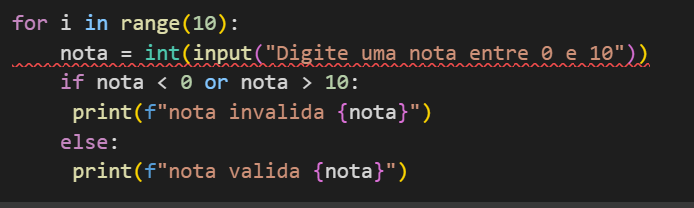 for i in range(10):
    nota = int(input("Digite uma nota entre 0 e 10"))
    if nota < 0 or nota > 10:
     print(f"nota invalida {nota}")
    else:
     print(f"nota valida {nota}")